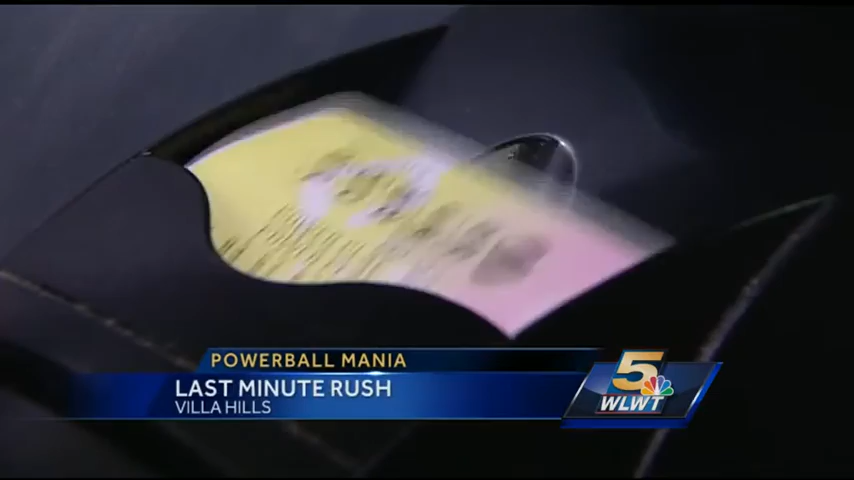 POWERBALL MANIA
LAST MINUTE RUSH
VILLA HILLS
5
WLWT